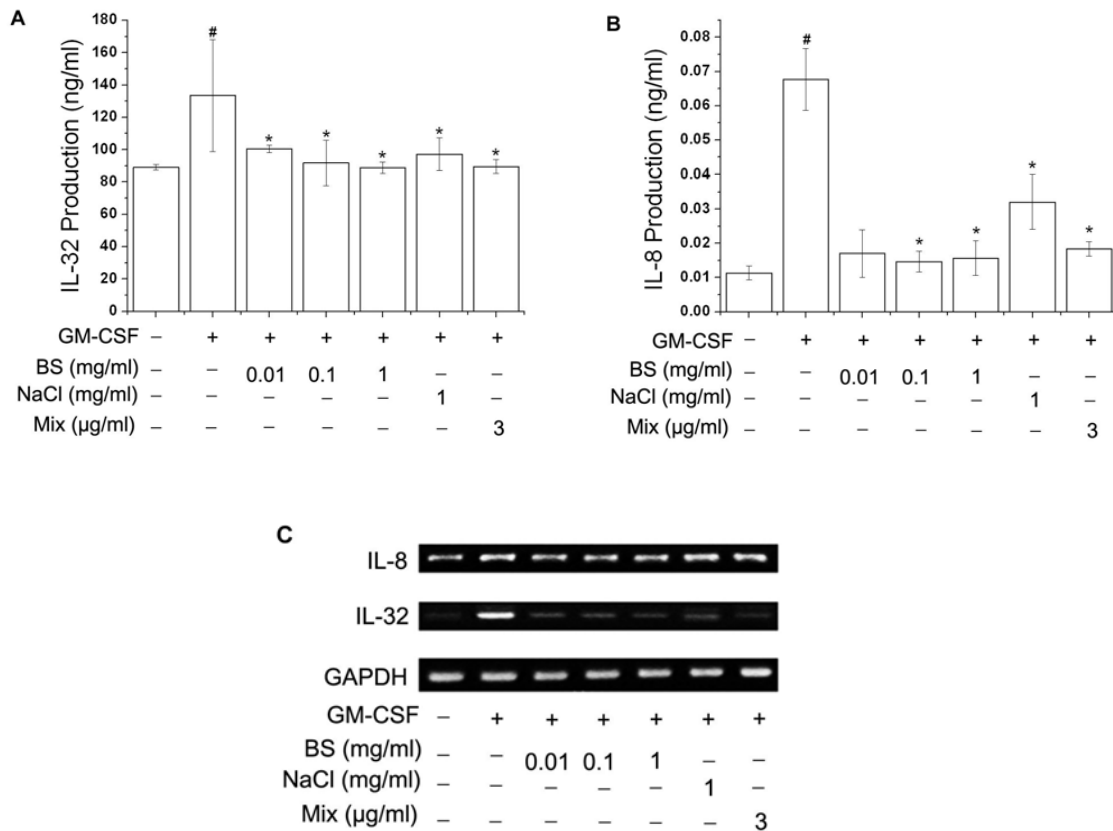 A
IL-32 Production (ng/ml)
180
160
140
120
100
80
60
40
20
0
#
* * * * *
GM-CSF – + + + + + +
BS (mg/ml) – – 0.01 0.1 1 – –
NaCl (mg/ml) – – – – – 1 –
Mix (µg/ml) – – – – – – 3
B
IL-8 Production (ng/ml)
0.08
0.07
0.06
0.05
0.04
0.03
0.02
0.01
0.00
#
* * * *
GM-CSF – + + + + + +
BS (mg/ml) – – 0.01 0.1 1 – –
NaCl (mg/ml) – – – – – 1 –
Mix (µg/ml) – – – – – – 3
C
IL-8
IL-32
GAPDH
GM-CSF – + + + + + +
BS (mg/ml) – – 0.01 0.1 1 – –
NaCl (mg/ml) – – – – – 1 –
Mix (µg/ml) – – – – – – 3